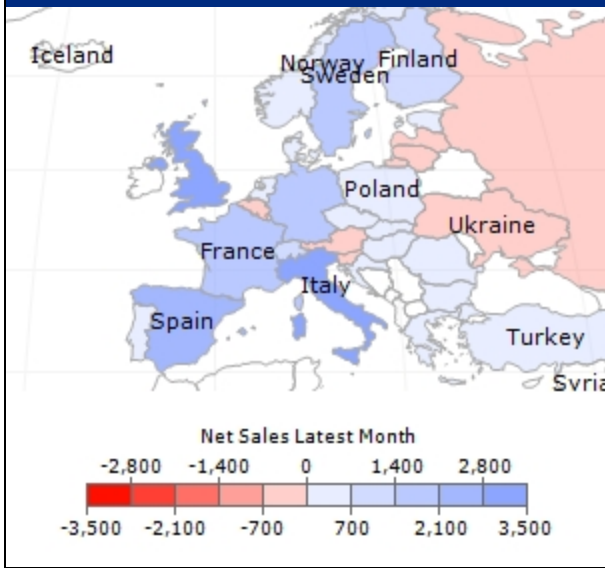 Iceland
Norway
Finland
Sweden
Poland
Ukraine
France
Italy
Spain
Turkey
Syria
Net Sales Latest Month
-2,800 -1,400 0 1,400 2,800
-3,500 -2,100 -700 700 2,100 3,500